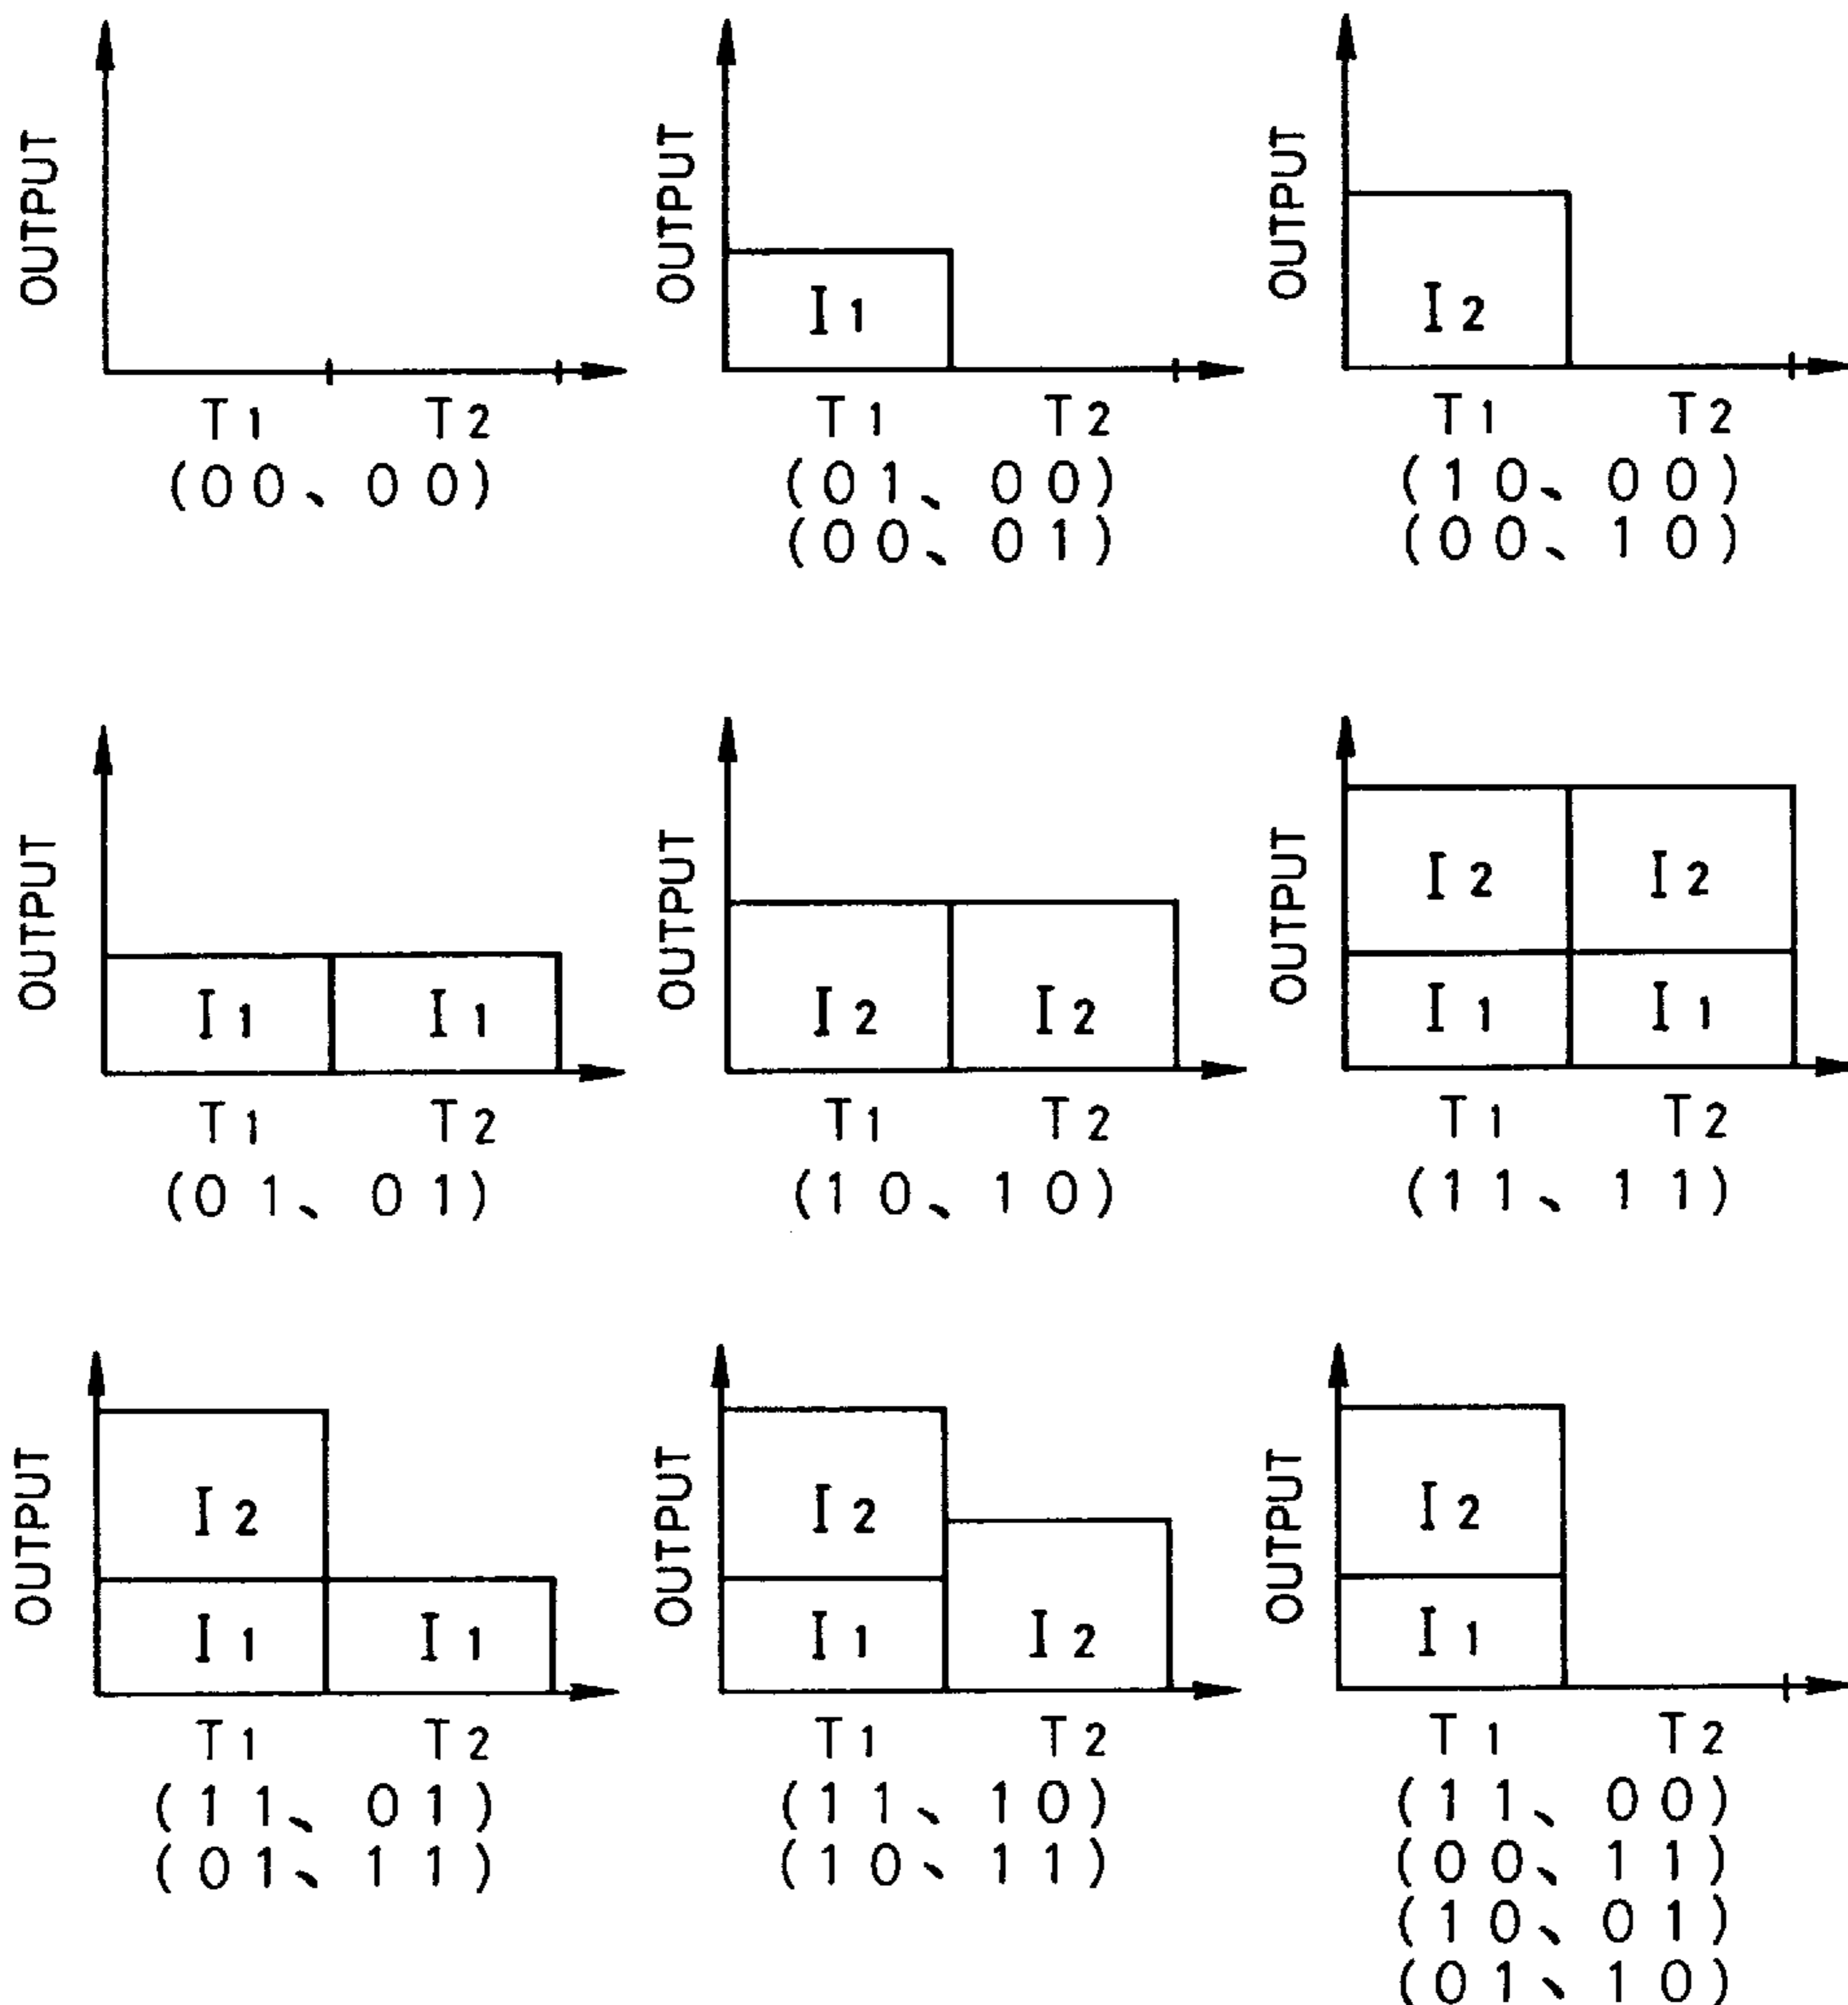 OUTPUT
T1 T2
(00、00)
OUTPUT
I1
T1 T2
(01、00)
(00、01)
OUTPUT
I2
T1 T2
(10、00)
(00、10)
OUTPUT
I1 I1
T1 T2
(01、01)
OUTPUT
I2 I2
T1 T2
(10、10)
OUTPUT
I2 I2
I1 I1
T1 T2
(11、11)
OUTPUT
I2
I1 I1
T1 T2
(11、01)
(01、11)
OUTPUT
I2
I1 I2
T1 T2
(11、10)
(10、11)
OUTPUT
I2
I1
T1 T2
(11、00)
(00、11)
(10、01)
(01、10)